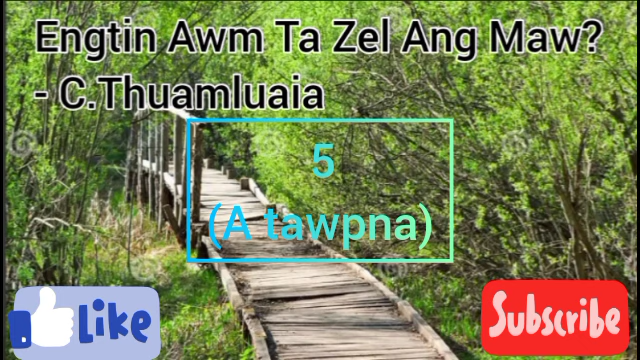 Engtin Awm Ta Zel Ang Maw?
- C.Thuamluaia
5
(A tawpna)
Like
Subscribe